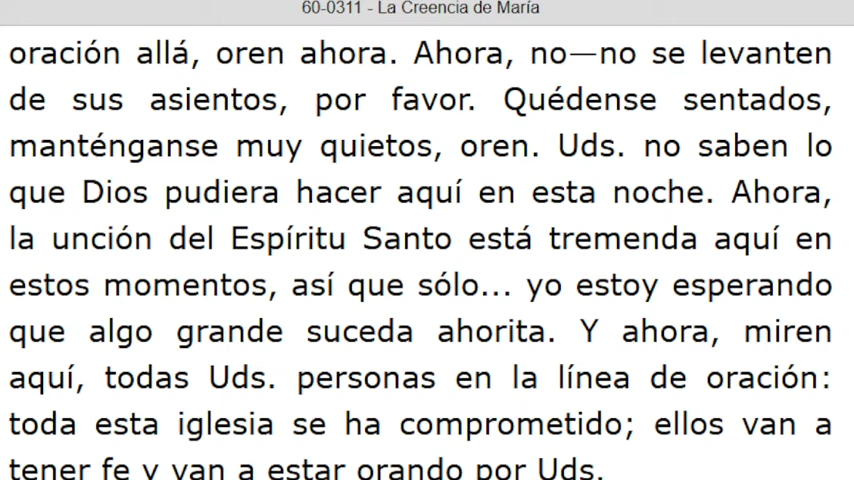 60-0311 - La Creencia de María
oración allá, oren ahora. Ahora, no—no se levanten
de sus asientos, por favor. Quédense sentados,
manténganse muy quietos, oren. Uds. no saben lo
que Dios pudiera hacer aquí en esta noche. Ahora,
la unción del Espíritu Santo está tremenda aquí en
estos momentos, así que sólo... yo estoy esperando
que algo grande suceda ahorita. Y ahora, miren
aquí, todas Uds. personas en la línea de oración:
toda esta iglesia se ha comprometido; ellos van a
tener fe y van a estar orando por Uds.